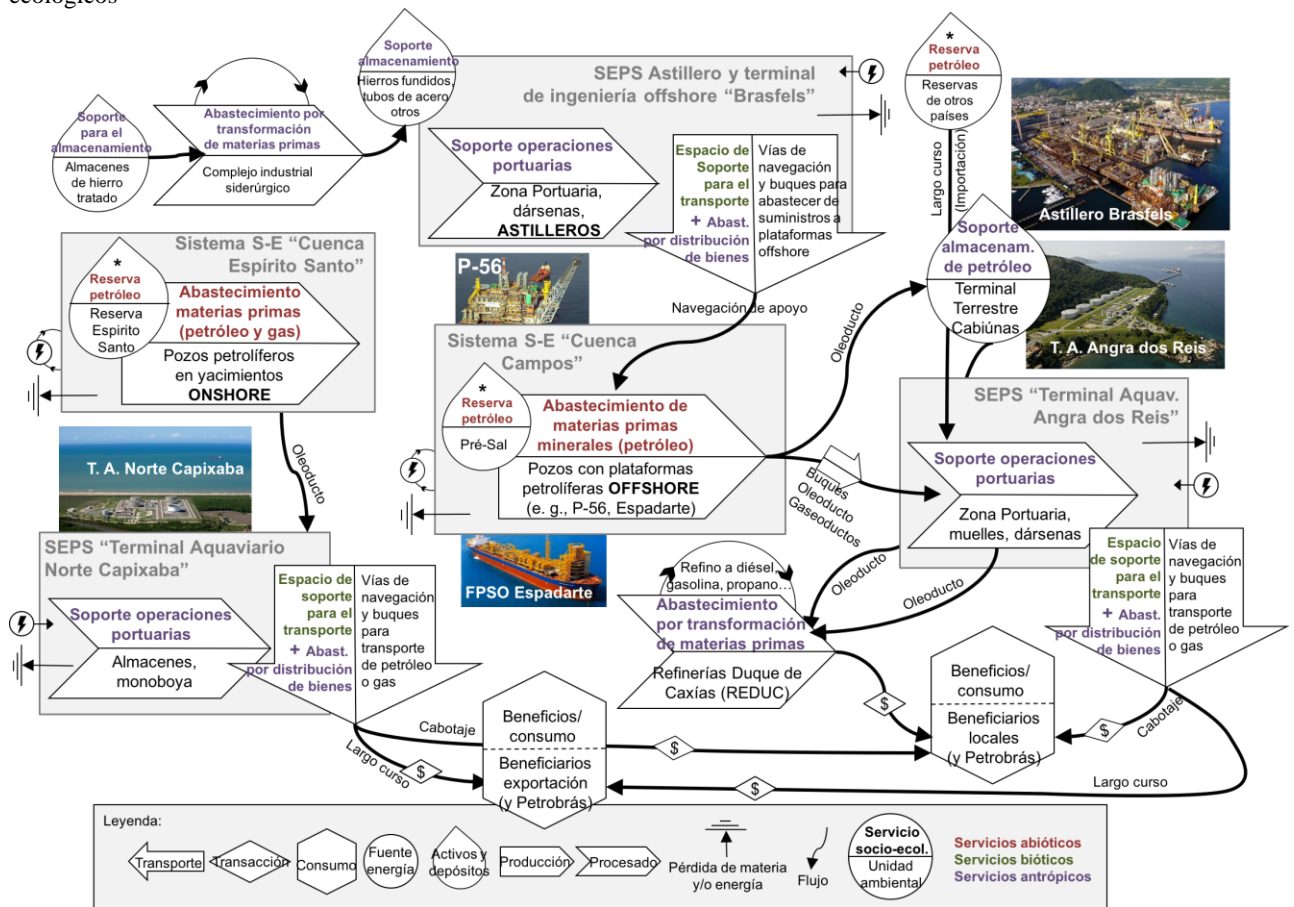 ecológicos
Soporte
para el
almacenamiento
Almacenes
de hierro
tratado
Abastecimiento por
transformación
de materias primas
Complejo industrial
siderúrgico
Soporte
almacenamiento
Hierros fundidos,
tubos de acero
otros
SEPS Astillero y terminal
de ingeniería offshore “Brasfels”
Soporte operaciones
portuarias
Zona Portuaria,
dársenas,
ASTILLEROS
Espacio de
Soporte
para el
transporte
+ Abast.
por distribución
de bienes
Vías de
navegación
y buques para
abastecer de
suministros a
plataformas
offshore
*
Reserva
petróleo
Reservas
de otros
países
Largo curso
(Importación)
Astillero Brasfels
Soporte
almacenam.
de petróleo
Terminal
Terrestre
Cabiúnas
T. A. Angra dos Reis
Sistema S-E “Cuenca
Espírito Santo”
*
Reserva
petróleo
Reserva
Espirito
Santo
Abastecimiento
materias primas
(petróleo y gas)
Pozos petrolíferos
en yacimientos
ONSHORE
P-56
Navegación de apoyo
Sistema S-E “Cuenca
Campos”
*
Reserva
petróleo
Pré-Sal
Abastecimiento de
materias primas
minerales (petróleo)
Pozos con plataformas
petrolíferas OFFSHORE
(e. g., P-56, Espadarte)
Oleoducto
Buques
Oleoducto
Gaseoductos
SEPS “Terminal Aquav.
Angra dos Reis”
Soporte operaciones
portuarias
Zona Portuaria,
muelles, dársenas
Espacio
de soporte
para el
transporte
+ Abast.
por distribución
de bienes
Vías de
navegación
y buques
para
transporte
de petróleo
o gas
T. A. Norte Capixaba
Oleoducto
SEPS “Terminal Aquaviario
Norte Capixaba”
Soporte operaciones
portuarias
Almacenes,
monoboya
Espacio de
soporte
para el
transporte
+ Abast.
por distribución
de bienes
Vías de
navegación
y buques
para
transporte
de petróleo
o gas
FPSO Espadarte
Refino a diésel,
gasolina, propano…
Abastecimiento
por transformación
de materias primas
Refinerías Duque de
Caxías (REDUC)
Oleoducto
Oleoducto
Cabotaje
Largo curso
$
$
$
$
$
Beneficios/
consumo
Beneficiarios
exportación
(y Petrobrás)
Beneficios/
consumo
Beneficiarios
locales
(y Petrobrás)
Cabotaje
Largo curso
Leyenda:
Transporte
Transacción
Consumo
Fuente
energía
Activos y
depósitos
Producción
Procesado
Pérdida de materia
y/o energía
Flujo
Servicio
socio-ecol.
Unidad
ambiental
Servicios abióticos
Servicios bióticos
Servicios antrópicos